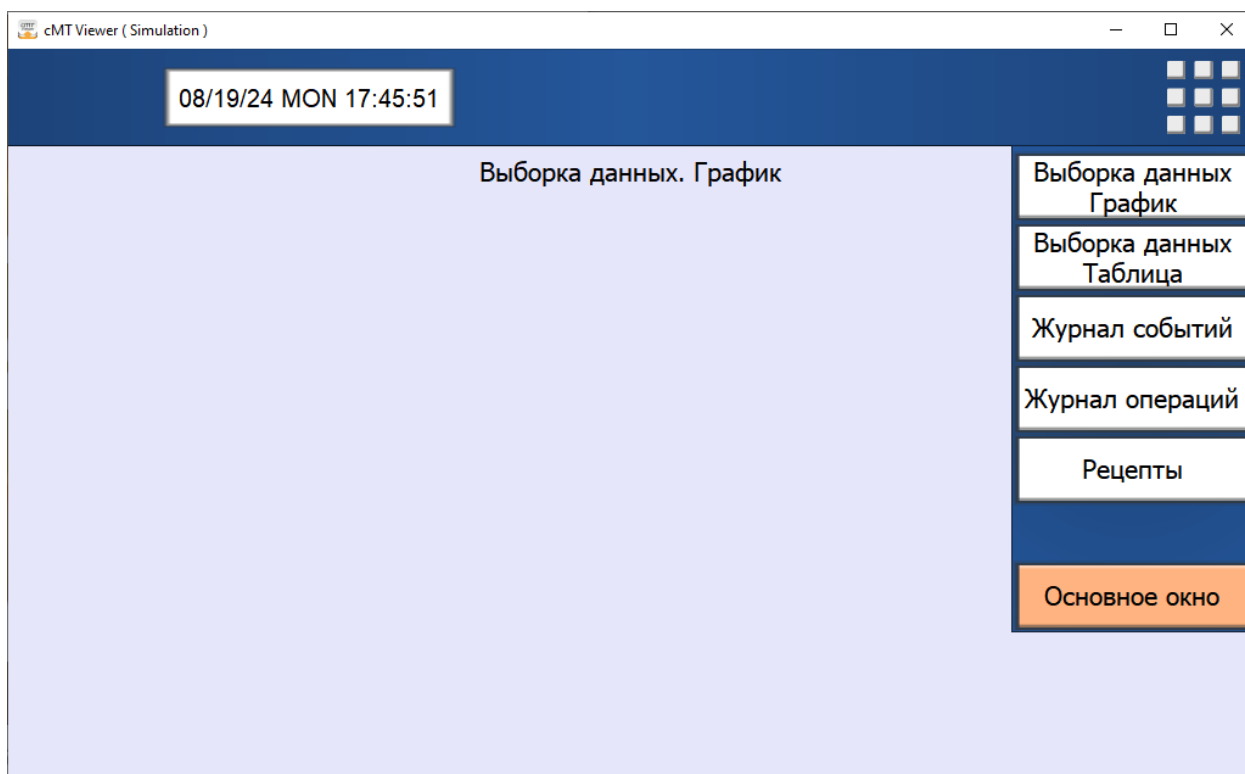 cMT Viewer ( Simulation )
08/19/24 MON 17:45:51
Выборка данных. График
Выборка данных
График
Выборка данных
Таблица
Журнал событий
Журнал операций
Рецепты
Основное окно